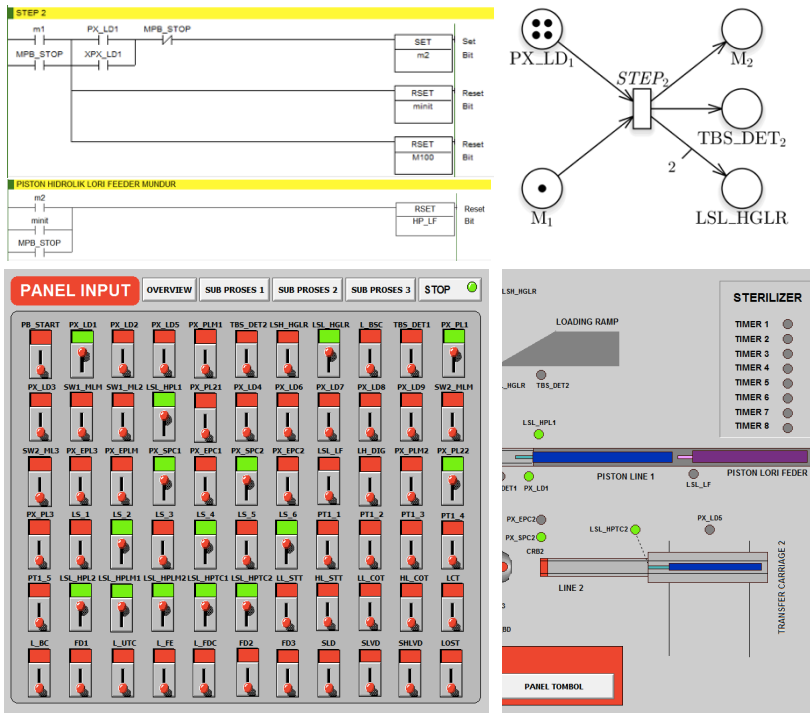 STEP 2
m1 PX_LD1 MPB_STOP
SET Set
m2 Bit
MPB_STOP XPX_LD1
RSET Reset
minit Bit
RSET Reset
M100 Bit
PISTON HIDROLIK LORI FEEDER MUNDUR
m2
RSET Reset
HP_LF Bit
minit
MPB_STOP
PX_LD₁
STEP₂
M₂
TBS_DET₂
2
M₁
LSL_HGLR
PANEL INPUT OVERVIEW SUB PROSES 1 SUB PROSES 2 SUB PROSES 3 STOP
PB_START PX_LD1 PX_LD2 PX_LD5 PX_PLM1 TBS_DET2 LSH_HGLR LSL_HGLR L_BSC TBS_DET1 PX_PL1
PX_LD3 SW1_MLM SW1_ML2 LSL_HPL1 PX_PL21 PX_LD4 PX_LD6 PX_LD7 PX_LD8 PX_LD9 SW2_MLM
SW2_ML3 PX_EPL3 PX_EPLM PX_SPC1 PX_EPC1 PX_SPC2 PX_EPC2 LSL_LF LH_DIG PX_PLM2 PX_PL22
PX_PL3 LS_1 LS_2 LS_3 LS_4 LS_5 LS_6 PT1_1 PT1_2 PT1_3 PT1_4
PT1_5 LSL_HPL2 LSL_HPLM1 LSL_HPLM2 LSL_HPTC1 LSL_HPTC2 LL_STT HL_STT LL_COT HL_COT LCT
L_BC FD1 L_UTC L_FE L_FDC FD2 FD3 SLD SLVD SHLVD LOST
LSH_HGLR
LOADING RAMP
_HGLR TBS_DET2
LSL_HPL1
ET1 PX_LD1
PISTON LINE 1
LSL_LF
PISTON LORI FEDER
PX_EPC2
PX_SPC2
CRB2
LSL_HPTC2
PX_LD5
LINE 2
TRANSFER CARRIAGE 2
BD
PANEL TOMBOL
STERILIZER
TIMER 1
TIMER 2
TIMER 3
TIMER 4
TIMER 5
TIMER 6
TIMER 7
TIMER 8